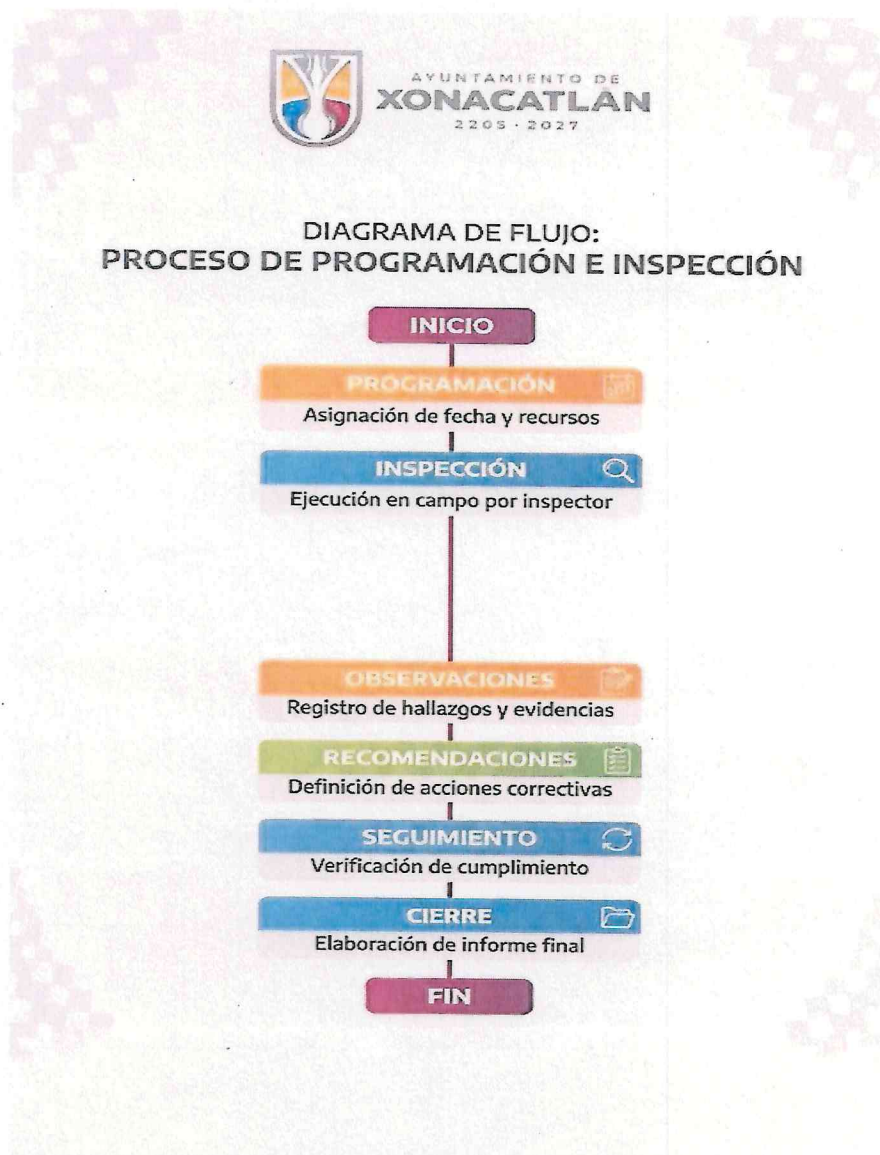 AYUNTAMIENTO DE
XONACATLÁN
2205 · 2027
DIAGRAMA DE FLUJO:
PROCESO DE PROGRAMACIÓN E INSPECCIÓN
INICIO
PROGRAMACIÓN
Asignación de fecha y recursos
INSPECCIÓN
Ejecución en campo por inspector
OBSERVACIONES
Registro de hallazgos y evidencias
RECOMENDACIONES
Definición de acciones correctivas
SEGUIMIENTO
Verificación de cumplimiento
CIERRE
Elaboración de informe final
FIN